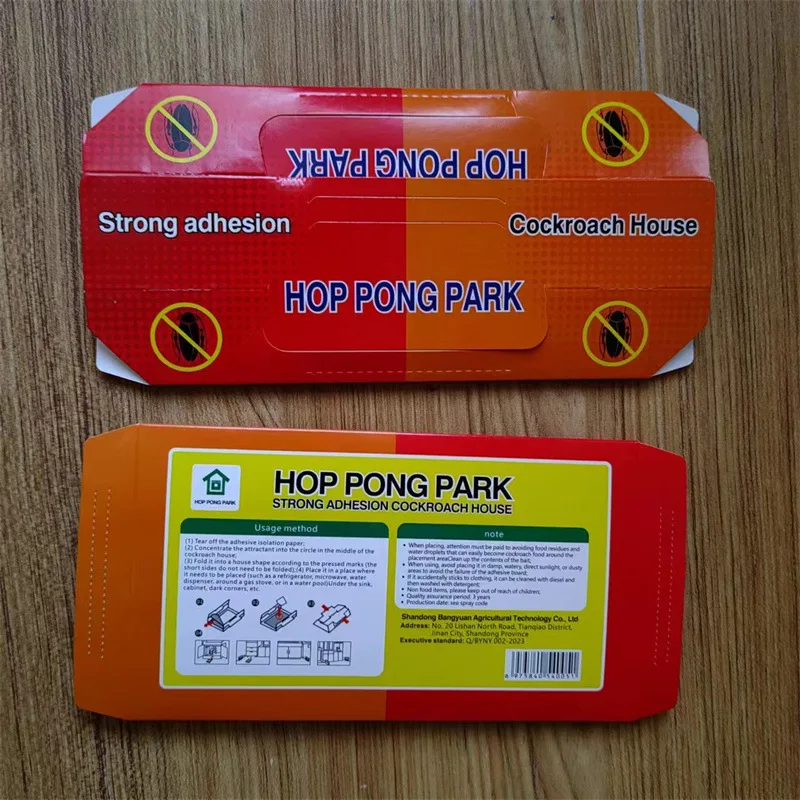 HOP PONG PARK
Strong adhesion
Cockroach House
HOP PONG PARK
HOP PONG PARK
HOP PONG PARK
STRONG ADHESION COCKROACH HOUSE
Usage method
(1) Tear off the adhesive isolation paper;
(2) Concentrate the attractant into the circle in the middle of the
cockroach house;
(3) Fold it into a house shape according to the pressed marks (the
short sides do not need to be folded);(4) Place it in a place where
it needs to be placed (such as a refrigerator, microwave, water
dispenser, around a gas stove, or in a water pool)Under the sink,
cabinet, dark corners, etc.
01
02
03
04
note
• When placing, attention must be paid to avoiding food residues and
water droplets that can easily become cockroach food around the
placement areaClean up the contents of the bait;
• When using, avoid placing it in damp, waters, direct sunlight, or dusty
areas to avoid the failure of the adhesive board;
• If it accidentally sticks to clothing, it can be cleaned with diesel and
then washed with detergent;
• Non food items, please keep out of reach of children;
• Quality assurance period: 3 years
• Production date: see spray code
Shandong Bangyuan Agricultural Technology Co., Ltd
Address: No, 20 Lishan North Road, Tianqiao District,
Jinan City, Shandong Province
Executive standard: Q/BYNY 002-2023
6 975840 540051